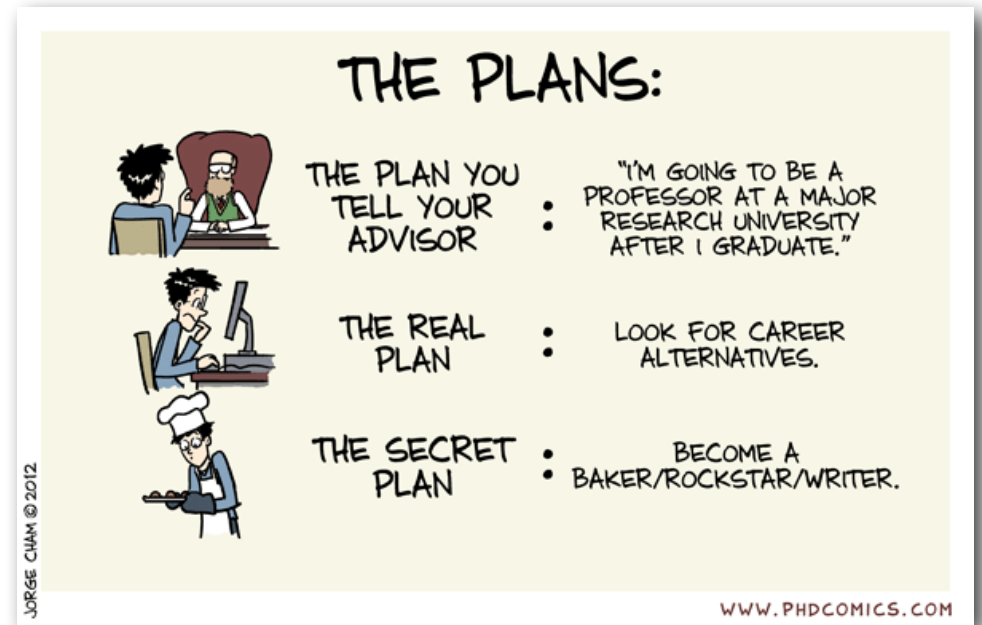 THE PLANS:
THE PLAN YOU
TELL YOUR
ADVISOR
:
"I'M GOING TO BE A
PROFESSOR AT A MAJOR
RESEARCH UNIVERSITY
AFTER I GRADUATE."
THE REAL
PLAN
:
LOOK FOR CAREER
ALTERNATIVES.
THE SECRET
PLAN
:
BECOME A
BAKER/ROCKSTAR/WRITER.
JORGE CHAM © 2012
WWW.PHDCOMICS.COM